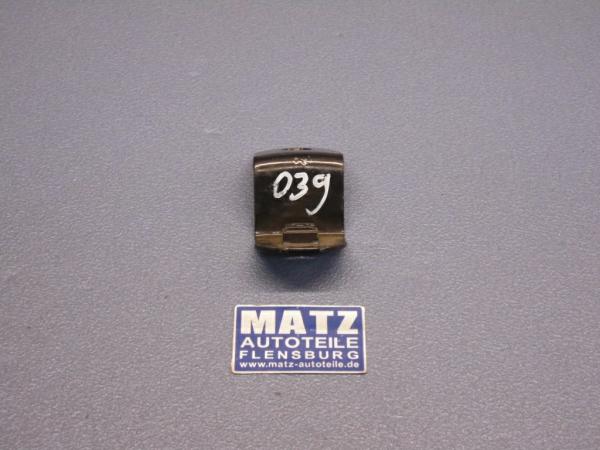 039
MATZ
AUTOTEILE
FLENSBURG
www.matz-autoteile.de